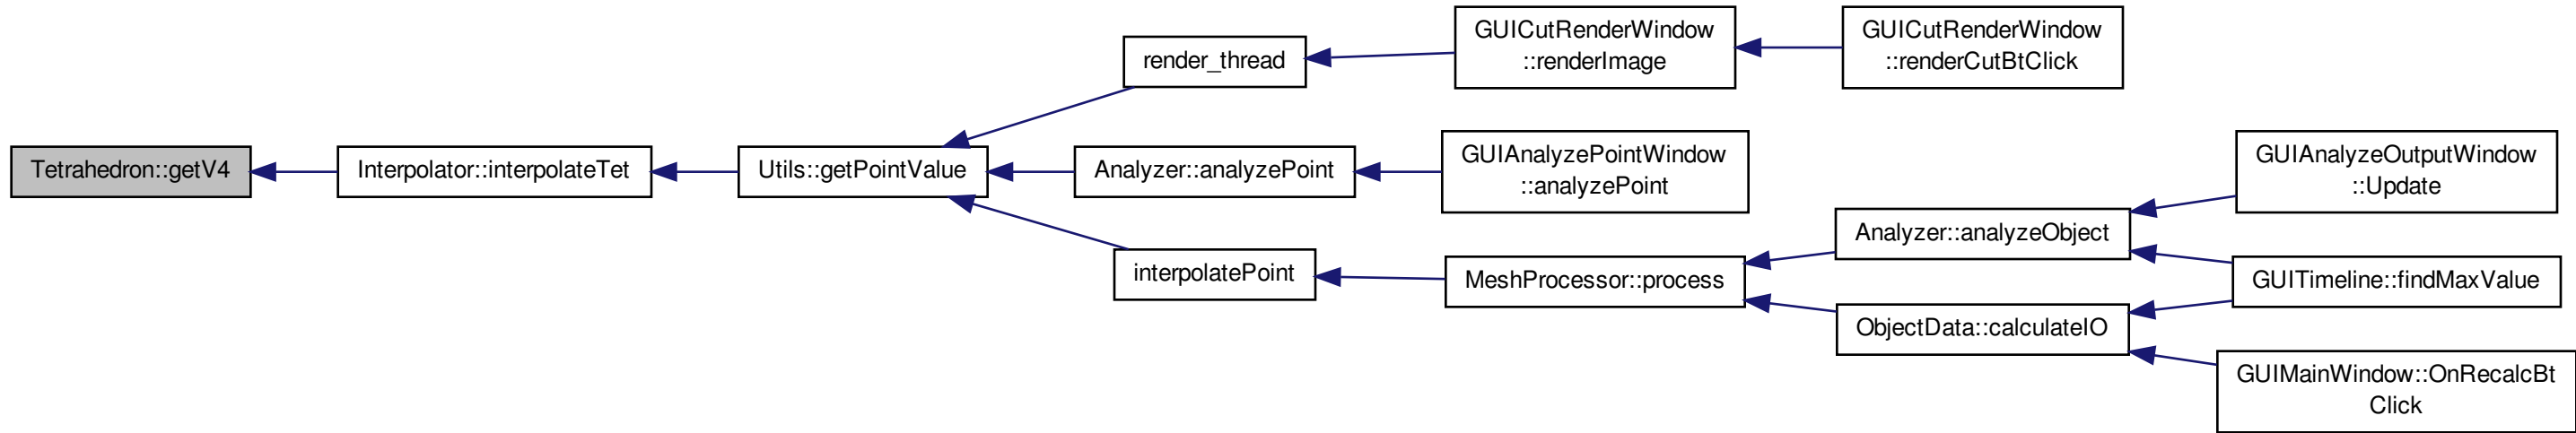 Tetrahedron::getV4
Interpolator::interpolateTet
Utils::getPointValue
render_thread
GUICutRenderWindow
::renderImage
GUICutRenderWindow
::renderCutBtClick
Analyzer::analyzePoint
GUIAnalyzePointWindow
::analyzePoint
interpolatePoint
MeshProcessor::process
Analyzer::analyzeObject
GUIAnalyzeOutputWindow
::Update
GUITimeline::findMaxValue
ObjectData::calculateIO
GUIMainWindow::OnRecalcBt
Click